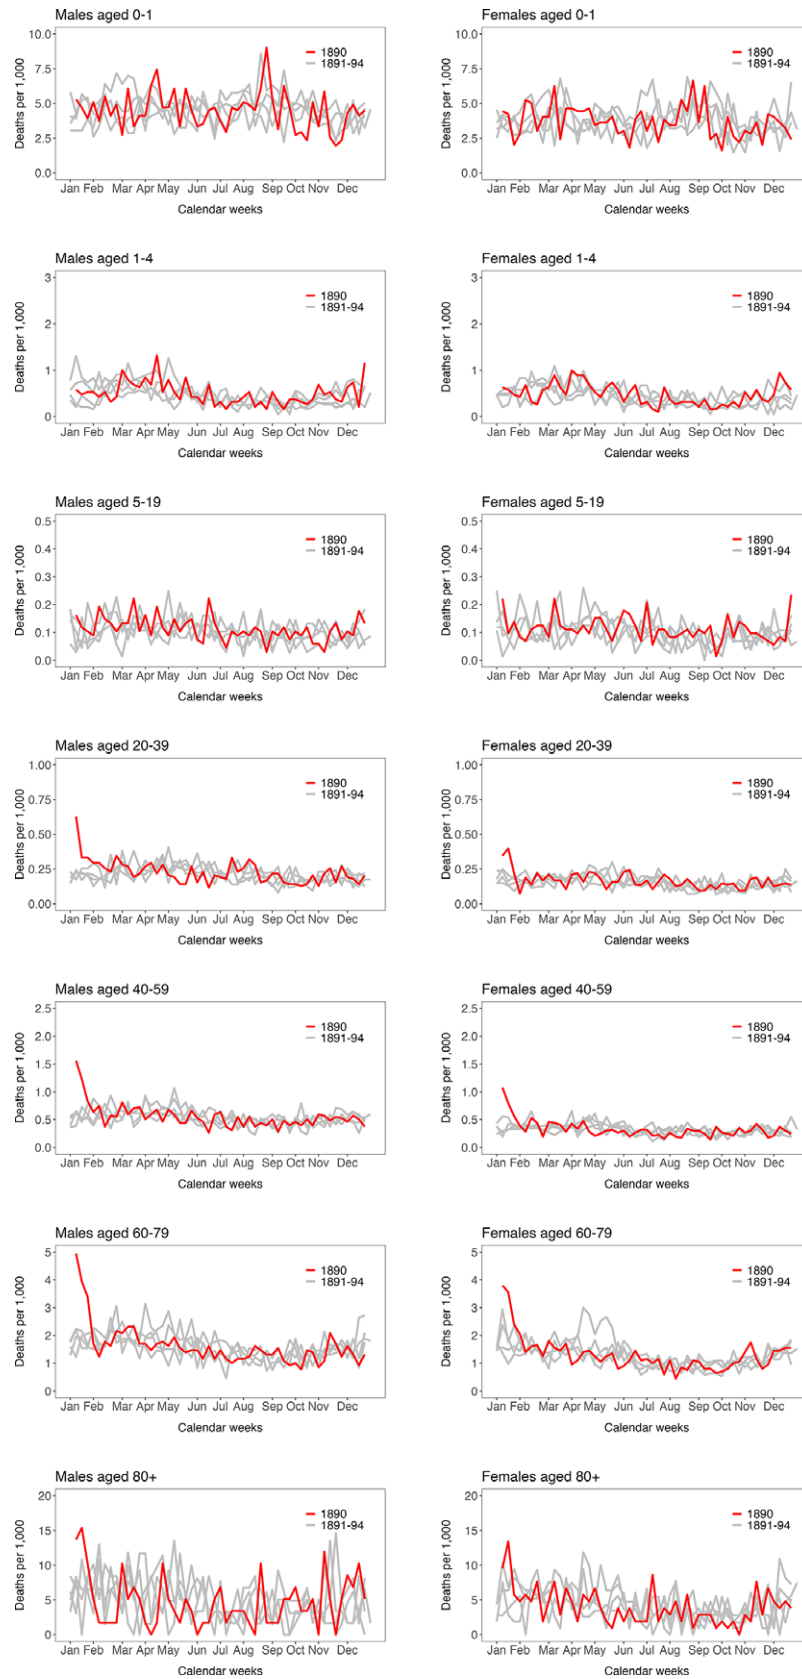 Males aged 0-1
Females aged 0-1
Deaths per 1,000
10.0
7.5
5.0
2.5
0.0
1890
1891-94
Jan Feb Mar Apr May Jun Jul Aug Sep Oct Nov Dec
Calendar weeks
Deaths per 1,000
10.0
7.5
5.0
2.5
0.0
1890
1891-94
Jan Feb Mar Apr May Jun Jul Aug Sep Oct Nov Dec
Calendar weeks
Males aged 1-4
Females aged 1-4
Deaths per 1,000
3
2
1
0
1890
1891-94
Jan Feb Mar Apr May Jun Jul Aug Sep Oct Nov Dec
Calendar weeks
Deaths per 1,000
3
2
1
0
1890
1891-94
Jan Feb Mar Apr May Jun Jul Aug Sep Oct Nov Dec
Calendar weeks
Males aged 5-19
Females aged 5-19
Deaths per 1,000
0.5
0.4
0.3
0.2
0.1
0.0
1890
1891-94
Jan Feb Mar Apr May Jun Jul Aug Sep Oct Nov Dec
Calendar weeks
Deaths per 1,000
0.5
0.4
0.3
0.2
0.1
0.0
1890
1891-94
Jan Feb Mar Apr May Jun Jul Aug Sep Oct Nov Dec
Calendar weeks
Males aged 20-39
Females aged 20-39
Deaths per 1,000
1.00
0.75
0.50
0.25
0.00
1890
1891-94
Jan Feb Mar Apr May Jun Jul Aug Sep Oct Nov Dec
Calendar weeks
Deaths per 1,000
1.00
0.75
0.50
0.25
0.00
1890
1891-94
Jan Feb Mar Apr May Jun Jul Aug Sep Oct Nov Dec
Calendar weeks
Males aged 40-59
Females aged 40-59
Deaths per 1,000
2.5
2.0
1.5
1.0
0.5
0.0
1890
1891-94
Jan Feb Mar Apr May Jun Jul Aug Sep Oct Nov Dec
Calendar weeks
Deaths per 1,000
2.5
2.0
1.5
1.0
0.5
0.0
1890
1891-94
Jan Feb Mar Apr May Jun Jul Aug Sep Oct Nov Dec
Calendar weeks
Males aged 60-79
Females aged 60-79
Deaths per 1,000
5
4
3
2
1
0
1890
1891-94
Jan Feb Mar Apr May Jun Jul Aug Sep Oct Nov Dec
Calendar weeks
Deaths per 1,000
5
4
3
2
1
0
1890
1891-94
Jan Feb Mar Apr May Jun Jul Aug Sep Oct Nov Dec
Calendar weeks
Males aged 80+
Females aged 80+
Deaths per 1,000
20
15
10
5
0
1890
1891-94
Jan Feb Mar Apr May Jun Jul Aug Sep Oct Nov Dec
Calendar weeks
Deaths per 1,000
20
15
10
5
0
1890
1891-94
Jan Feb Mar Apr May Jun Jul Aug Sep Oct Nov Dec
Calendar weeks